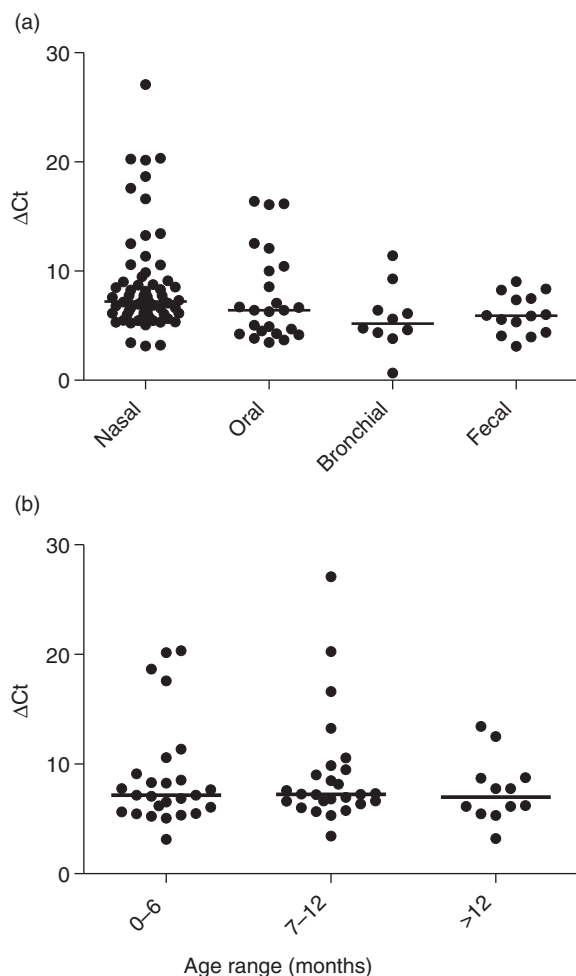 (a)
30
20
10
0
ΔCt
Nasal
Oral
Bronchial
Fecal
(b)
30
20
10
0
ΔCt
0–6
7–12
>12
Age range (months)